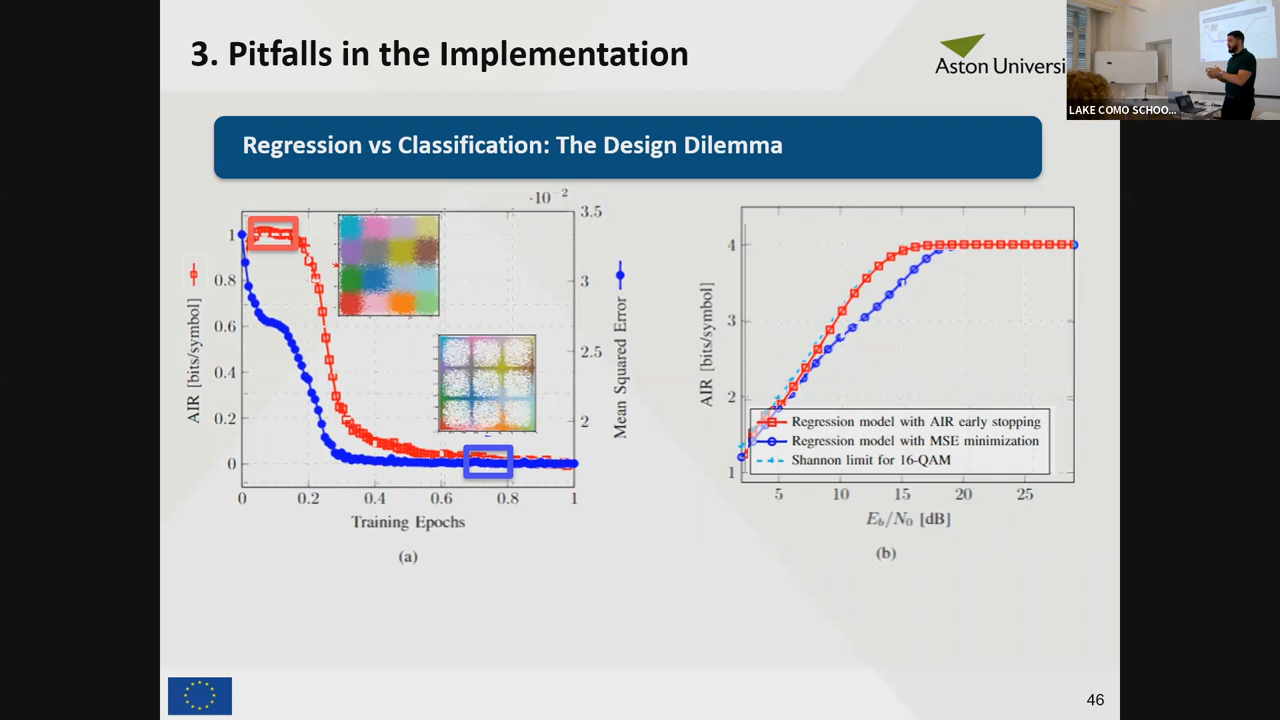 3. Pitfalls in the Implementation
Aston Universi
LAKE COMO SCHOO...
Regression vs Classification: The Design Dilemma
·10⁻²
1
0.8
0.6
0.4
0.2
0
3.5
3
2.5
2
AIR [bits/symbol]
Mean Squared Error
0 0.2 0.4 0.6 0.8 1
Training Epochs
(a)
4
3
2
1
AIR [bits/symbol]
Regression model with AIR early stopping
Regression model with MSE minimization
Shannon limit for 16-QAM
5 10 15 20 25
E_b/N_0 [dB]
(b)
46